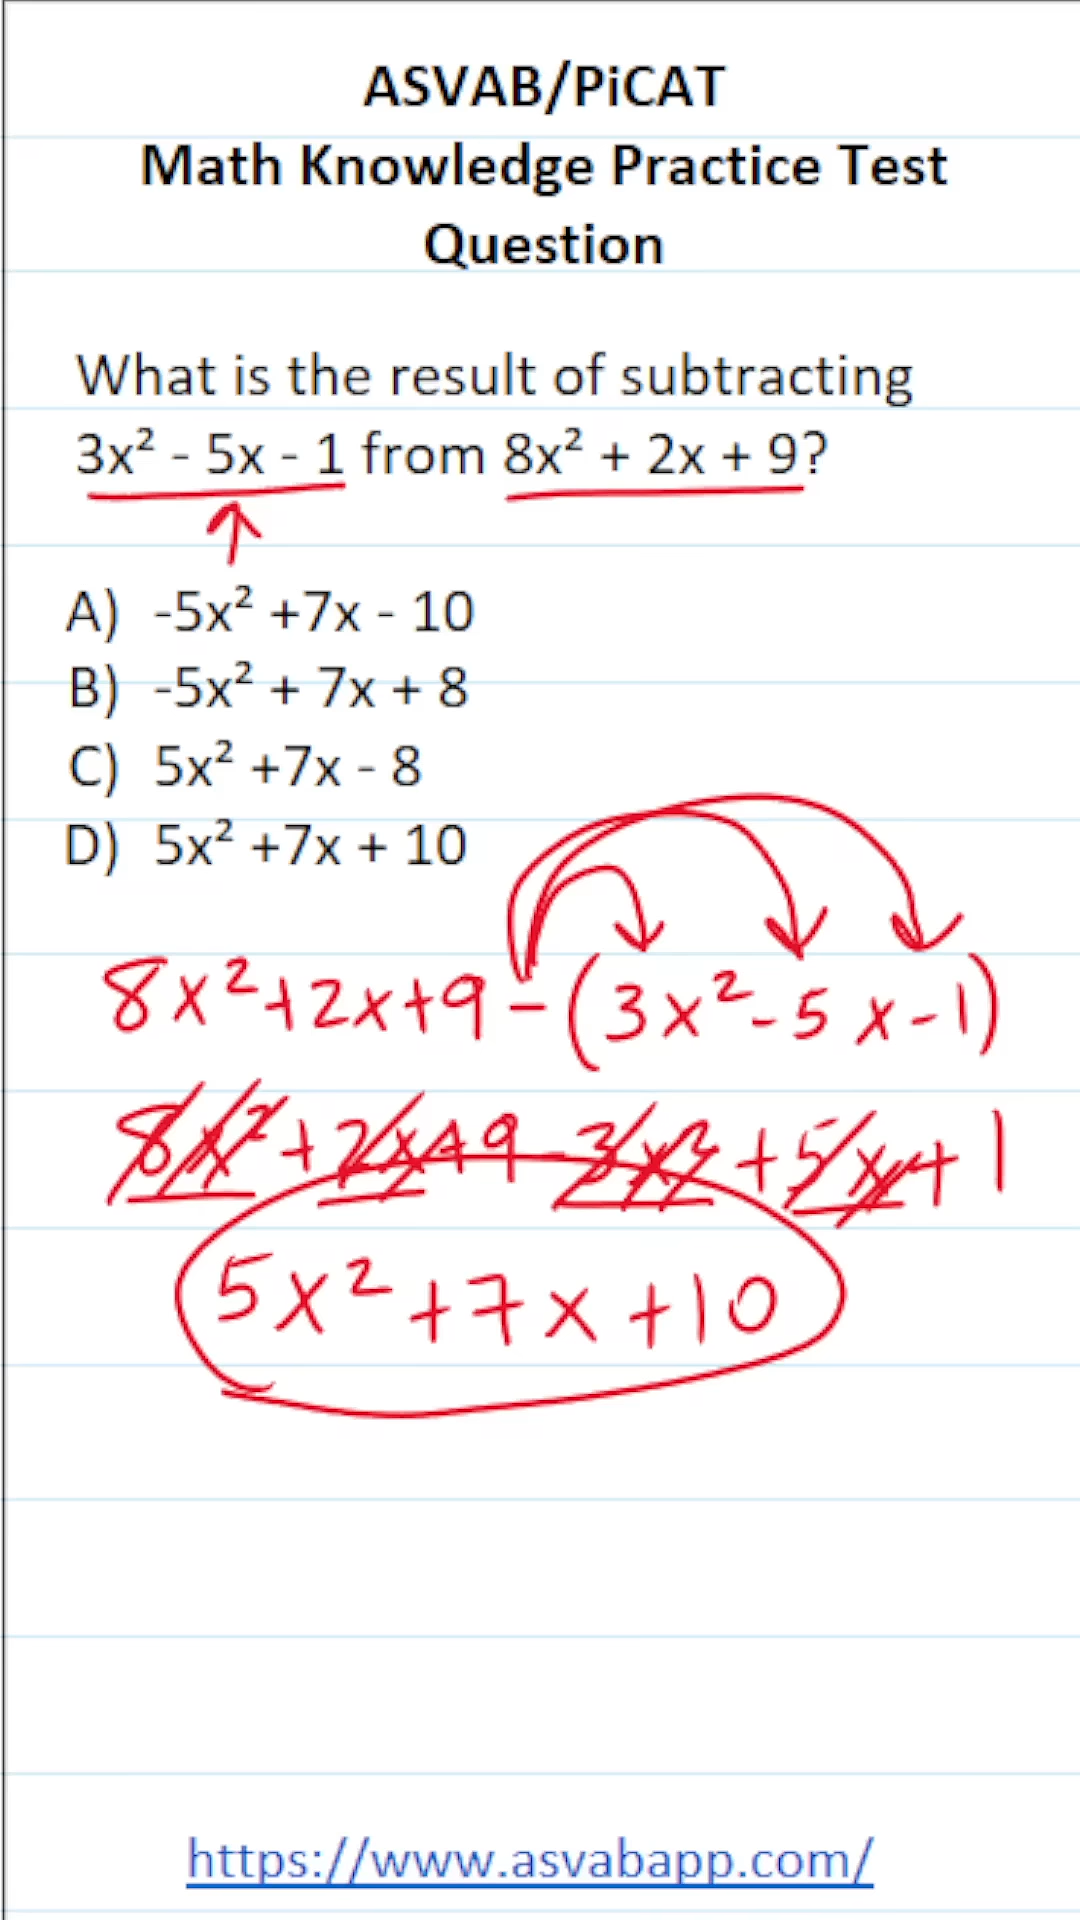 ASVAB/PiCAT
Math Knowledge Practice Test
Question
What is the result of subtracting
3x² - 5x - 1 from 8x² + 2x + 9?
A) -5x² +7x - 10
B) -5x² + 7x + 8
C) 5x² +7x - 8
D) 5x² +7x + 10
8x²+2x+9-(3x²-5x-1)
8x²+2x+9-3x²+5x+1
5x²+7x+10
https://www.asvabapp.com/